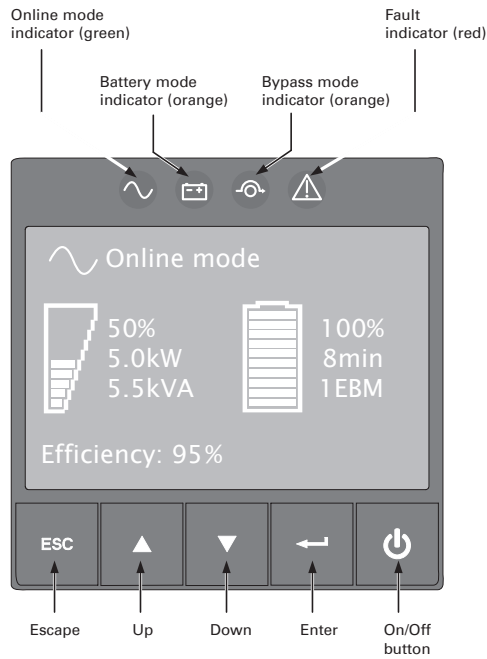 Online mode
indicator (green)
Fault
indicator (red)
Battery mode
indicator (orange)
Bypass mode
indicator (orange)
Online mode
50%
5.0kW
5.5kVA
100%
8min
1EBM
Efficiency: 95%
ESC
Escape
Up
Down
Enter
On/Off
button